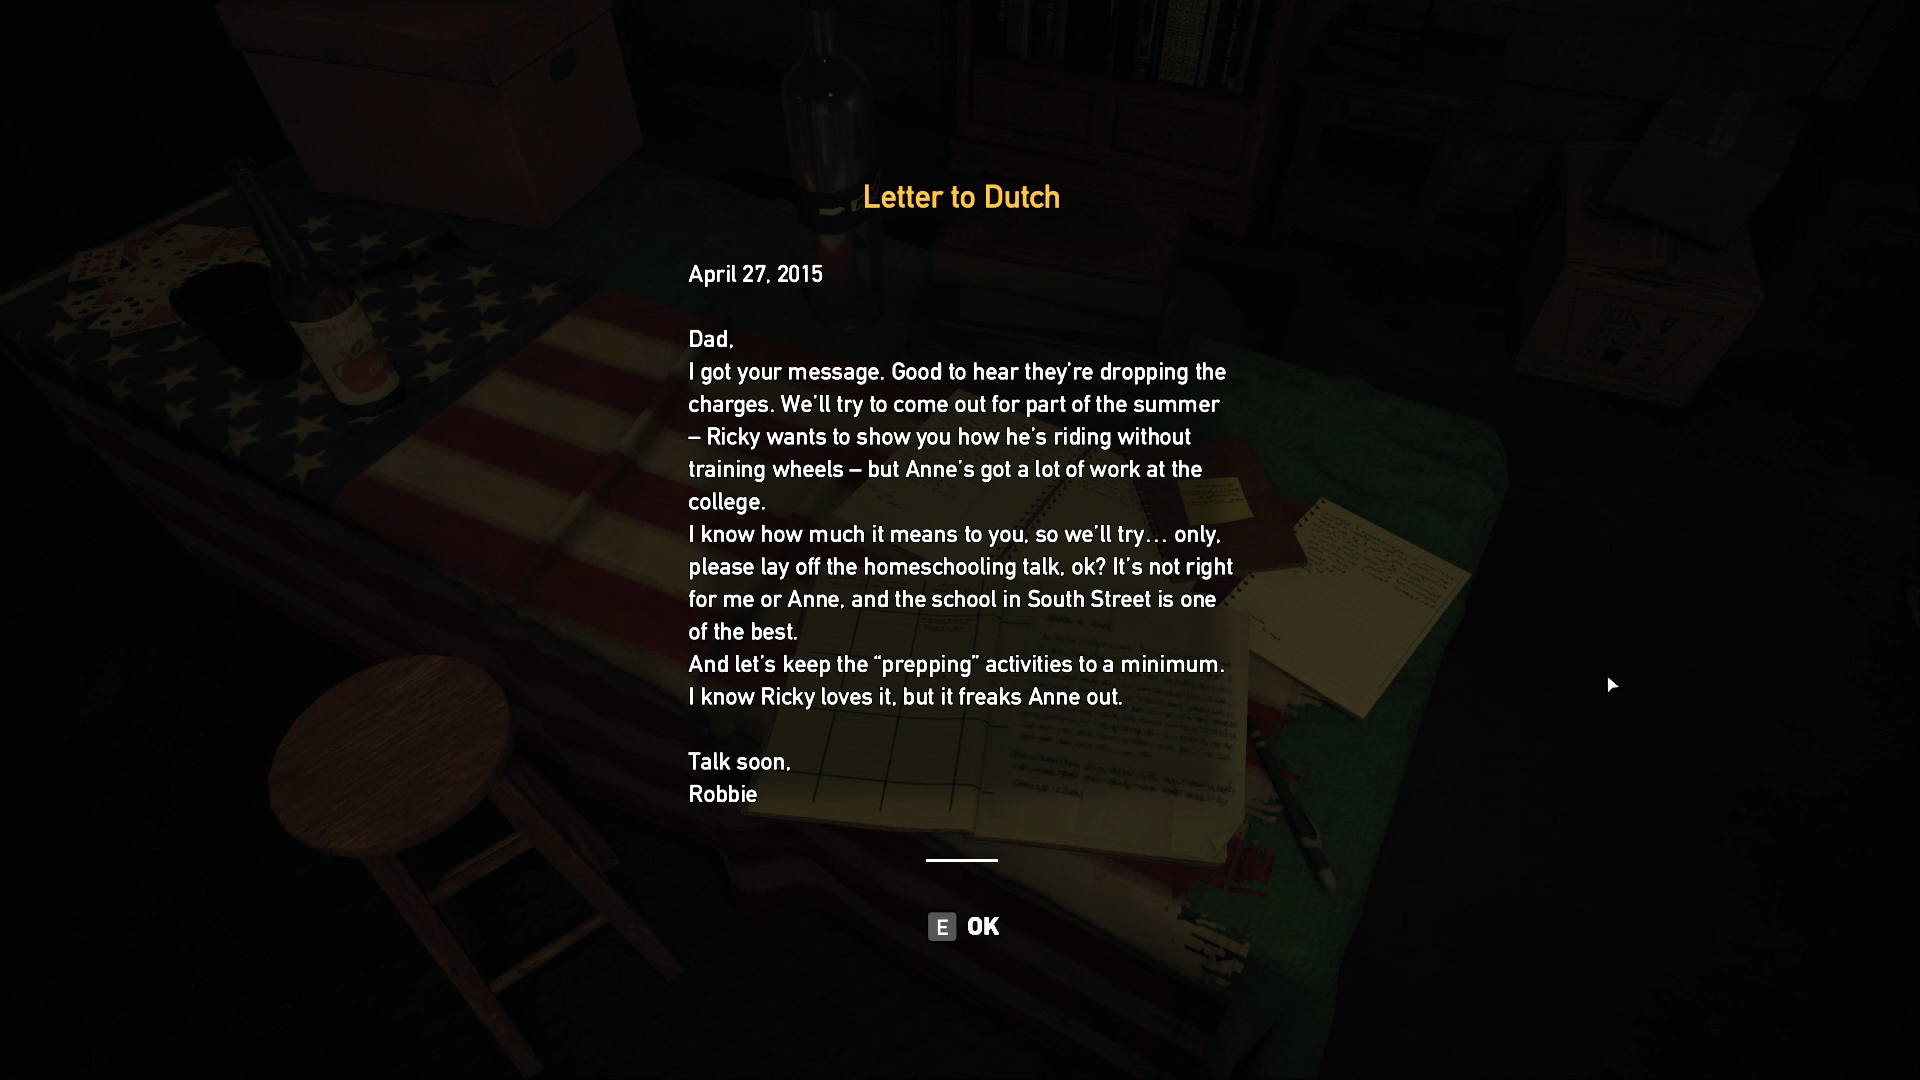 Letter to Dutch
April 27, 2015
Dad,
I got your message. Good to hear they're dropping the
charges. We'll try to come out for part of the summer
– Ricky wants to show you how he's riding without
training wheels – but Anne's got a lot of work at the
college.
I know how much it means to you, so we'll try... only,
please lay off the homeschooling talk, ok? It's not right
for me or Anne, and the school in South Street is one
of the best.
And let's keep the “prepping” activities to a minimum.
I know Ricky loves it, but it freaks Anne out.
Talk soon,
Robbie
E OK